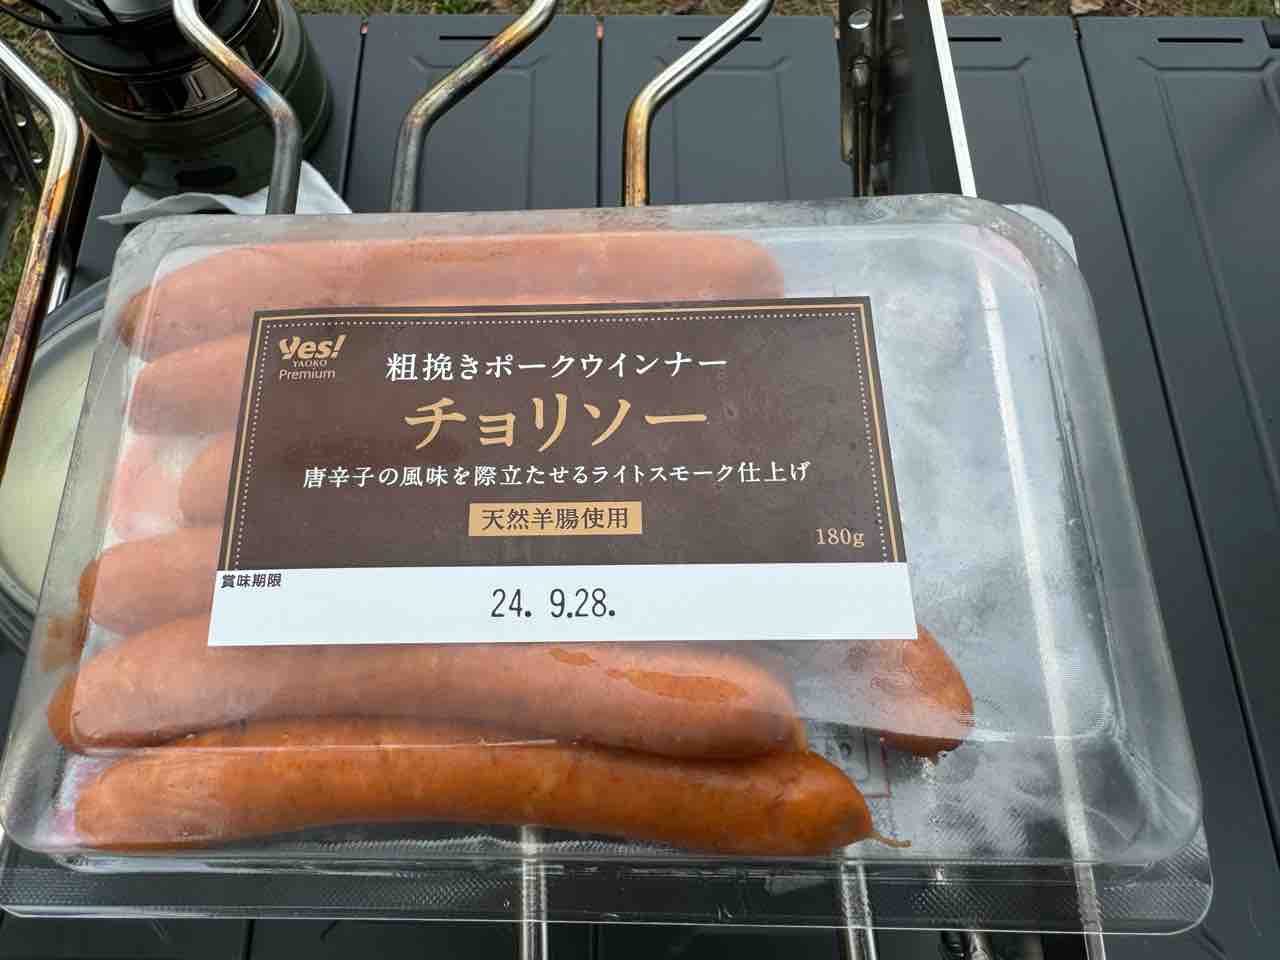 Yes!
YAOKO
Premium
粗挽きポークウインナー
チョリソー
唐辛子の風味を際立たせるライトスモーク仕上げ
天然羊腸使用
180g
賞味期限
24. 9.28.